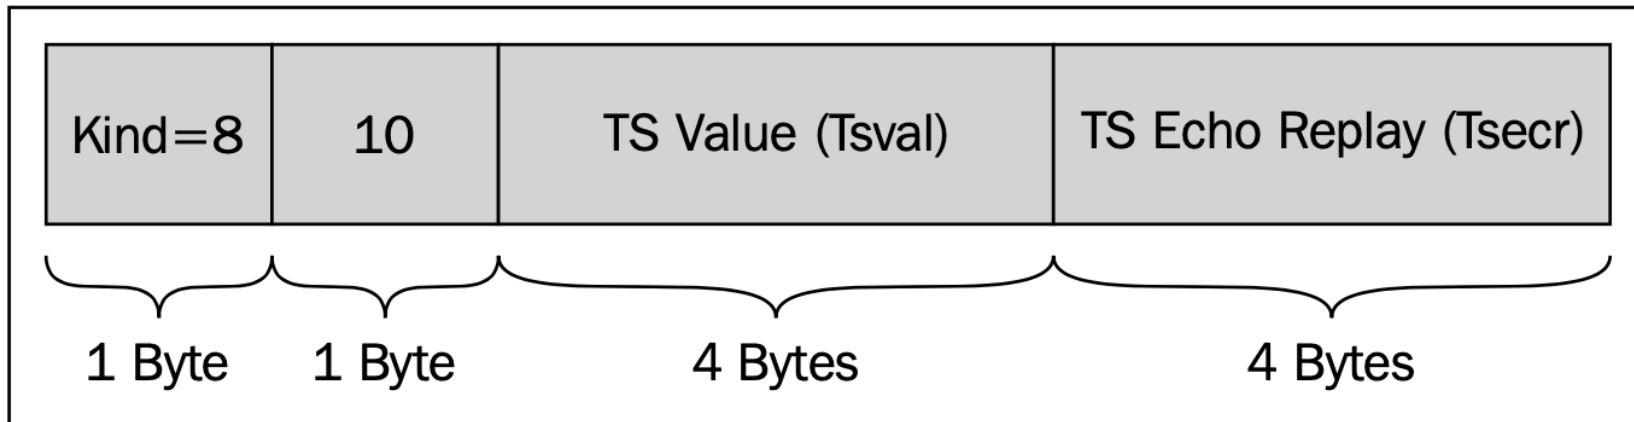 Kind=8 10 TS Value (Tsval) TS Echo Replay (Tsecr)
1 Byte 1 Byte 4 Bytes 4 Bytes